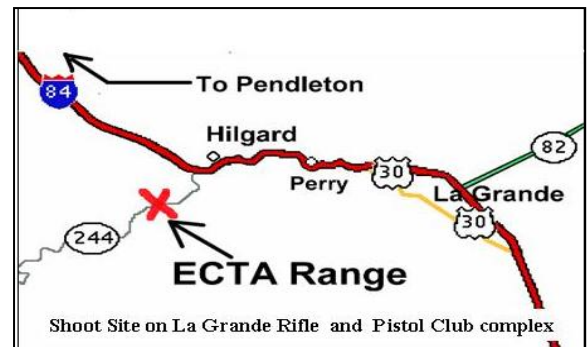 To Pendleton
84
Hilgard
82
Perry
30
La Grande
30
244
ECTA Range
Shoot Site on La Grande Rifle and Pistol Club complex